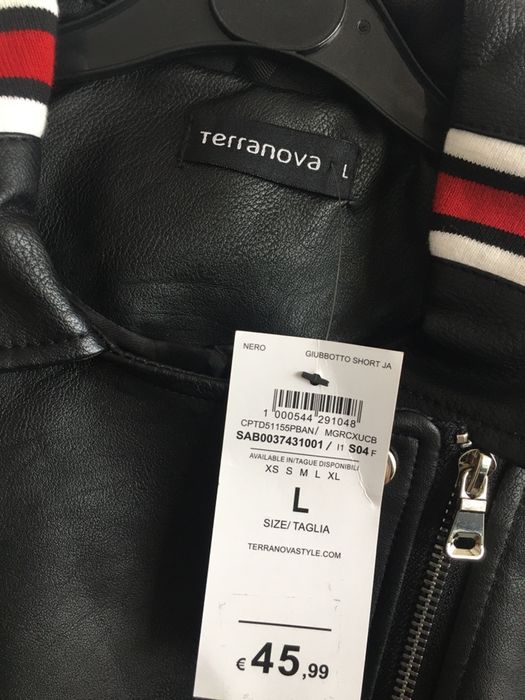 Terranova
L
NERO
GIUBBOTTO SHORT JA
1 000544 291048
CPTD51155PBAN/ MGRCXUCB
SAB0037431001 / I1 S04 F
AVAILABLE IN/TAGUE DISPONIBILI
XS S M L XL
L
SIZE/TAGLIA
TERRANOVASTYLE.COM
€ 45,99